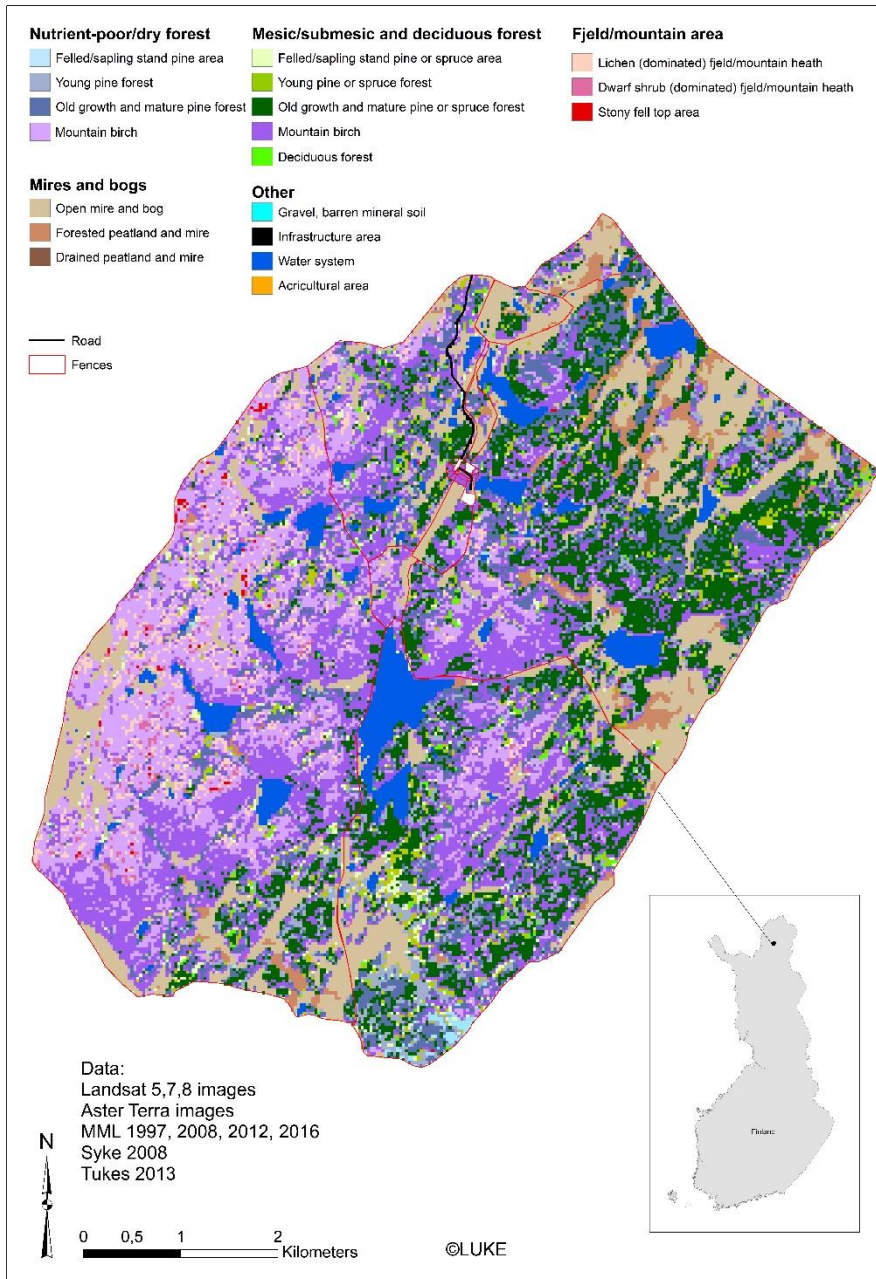 Nutrient-poor/dry forest
Felled/sapling stand pine area
Young pine forest
Old growth and mature pine forest
Mountain birch
Mesic/submesic and deciduous forest
Felled/sapling stand pine or spruce area
Young pine or spruce forest
Old growth and mature pine or spruce forest
Mountain birch
Deciduous forest
Fjeld/mountain area
Lichen (dominated) fjeld/mountain heath
Dwarf shrub (dominated) fjeld/mountain heath
Stony fell top area
Mires and bogs
Open mire and bog
Forested peatland and mire
Drained peatland and mire
Other
Gravel, barren mineral soil
Infrastructure area
Water system
Acricultural area
Road
Fences
Data:
Landsat 5,7,8 images
Aster Terra images
MML 1997, 2008, 2012, 2016
Syke 2008
Tukes 2013
N
0 0,5 1 2
Kilometers
©LUKE
Finland